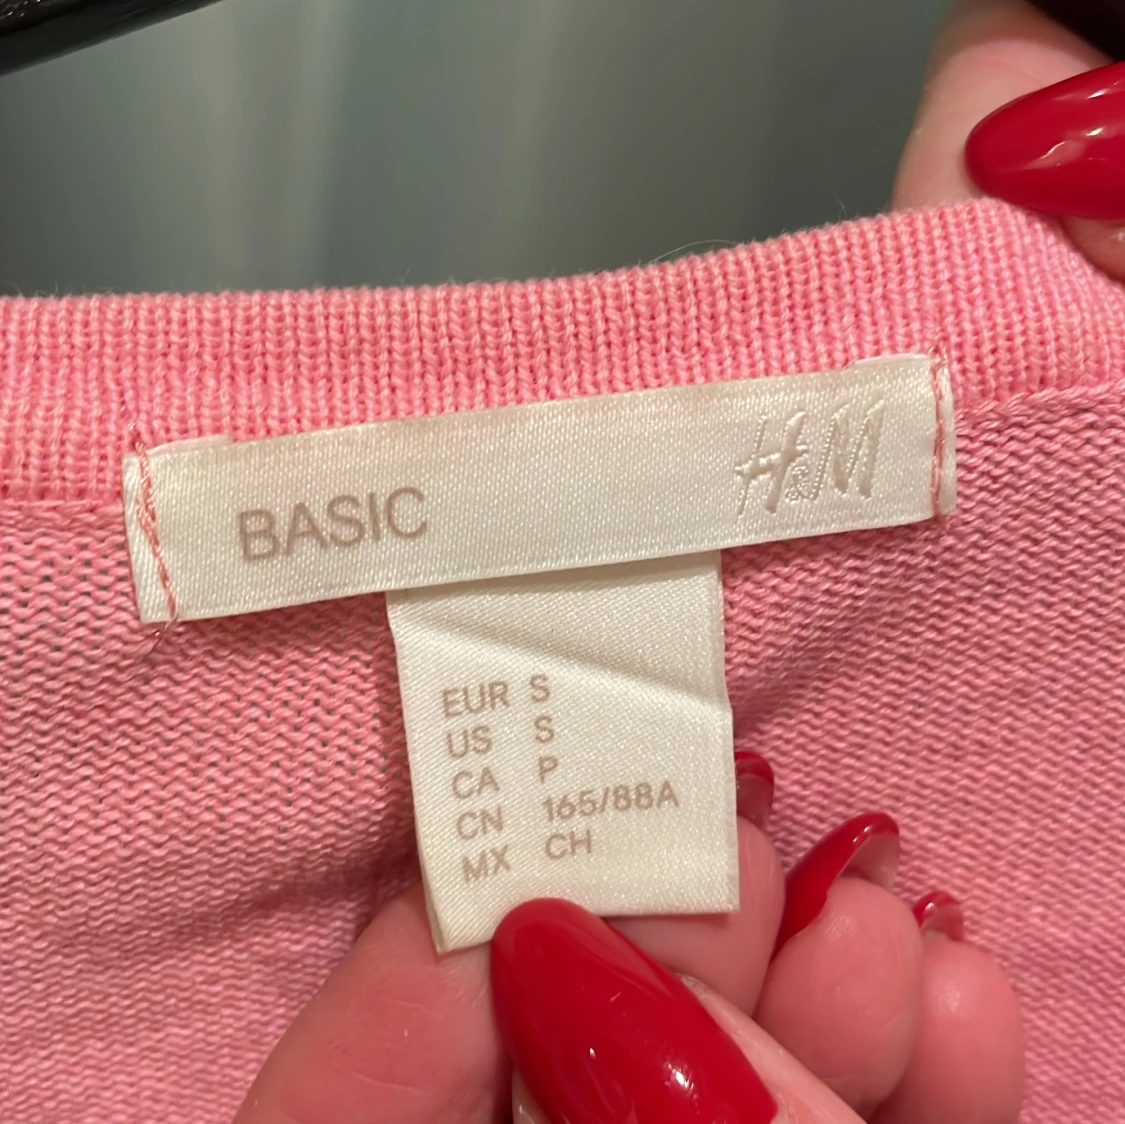 BASIC H&M
EUR S
US S
CA P
CN 165/88A
MX CH